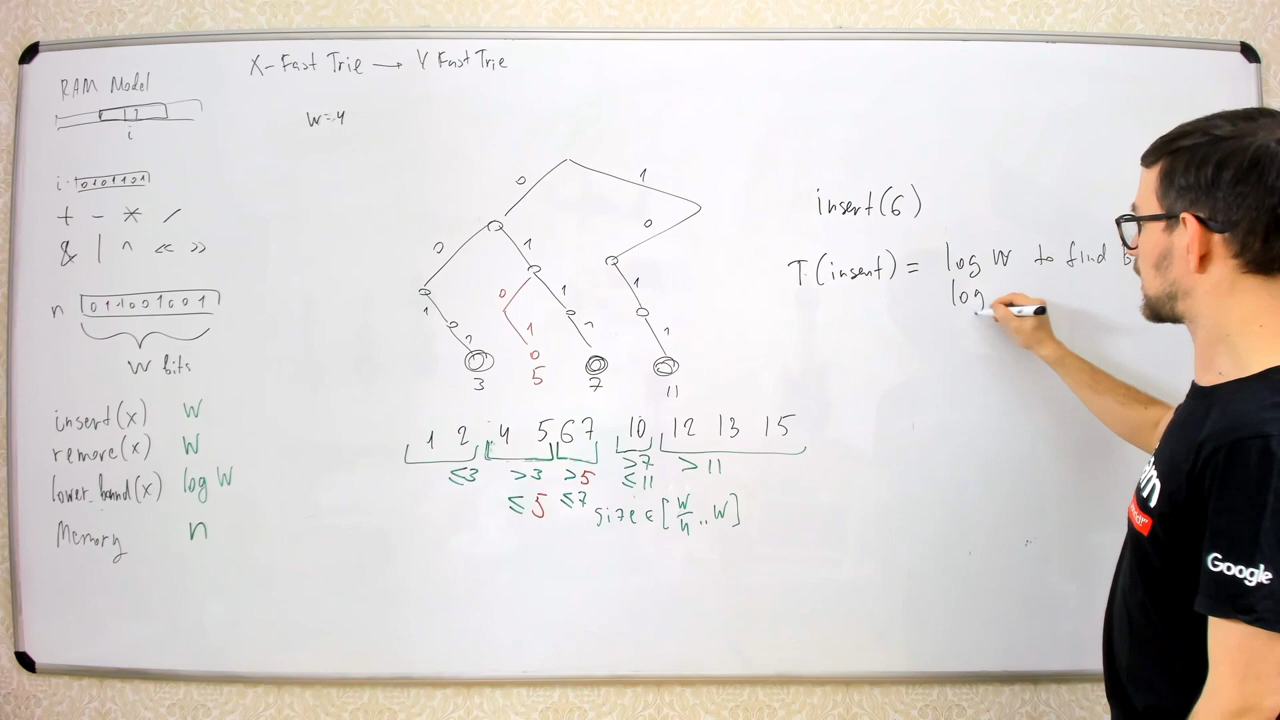 X-Fast Trie → Y Fast Trie
RAM Model
i
W=4
i. 0101101
+ - * /
& | ^ << >>
n 011001001
W bits
insert(x) W
remove(x) W
lower_bound(x) log W
Memory n
0 1
0 1 0
1 0 1 1
1 1 1 1
3 5 7 11
1 2 4 5 6 7 10 12 13 15
≤3 >3 >5 >7 >11
≤5 ≤7 ≤11
size ∈ [W/4 .. W]
insert(6)
T(insert) = log W to find b
log
am
Google